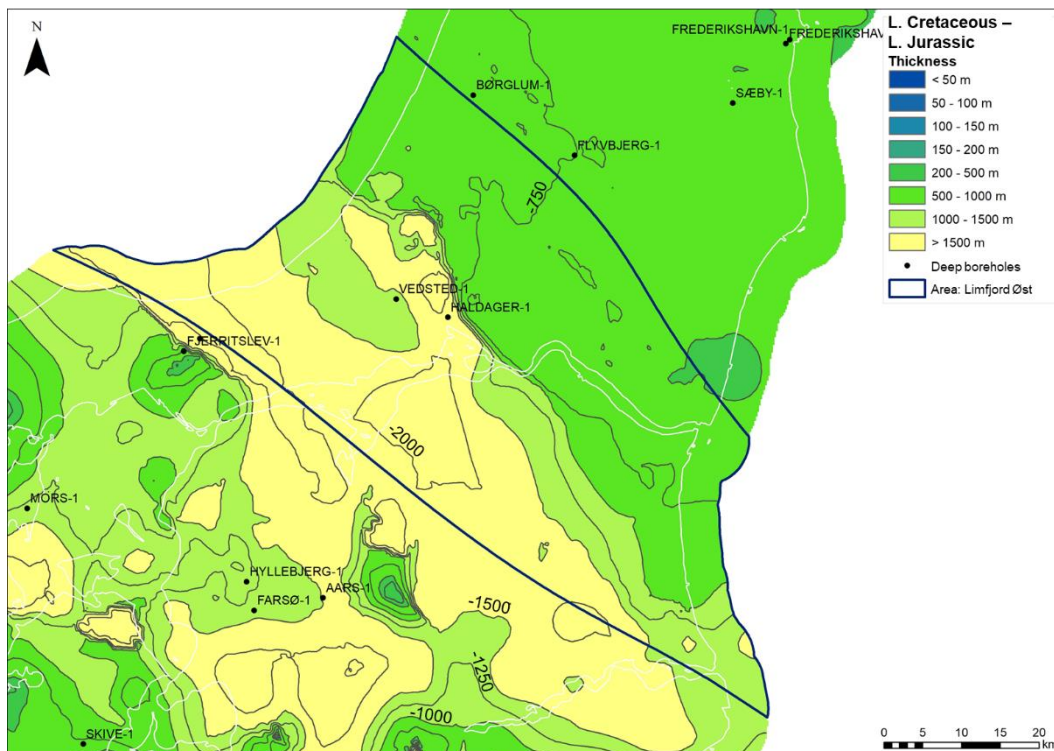 N
L. Cretaceous –
L. Jurassic
Thickness
< 50 m
50 - 100 m
100 - 150 m
150 - 200 m
200 - 500 m
500 - 1000 m
1000 - 1500 m
> 1500 m
Deep boreholes
Area: Limfjord Øst
FREDERIKSHAVN-1
FREDERIKSHAV
BØRGLUM-1
SÆBY-1
FLYVBJERG-1
-750
VEDSTED-1
HALDAGER-1
FJERRITSLEV-1
-2000
MORS-1
HYLLEBJERG-1
AARS-1
FARSØ-1
-1500
-1250
-1000
SKIVE-1
0 5 10 15 20
km